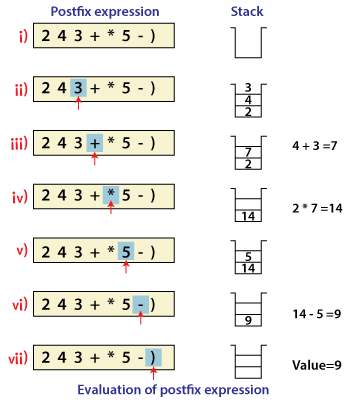 Postfix expression Stack
i) 2 4 3 + * 5 - )
ii) 2 4 3 + * 5 - ) 3
4
2
iii) 2 4 3 + * 5 - ) 7 4 + 3 =7
2
iv) 2 4 3 + * 5 - ) 14 2 * 7 =14
v) 2 4 3 + * 5 - ) 5
14
vi) 2 4 3 + * 5 - ) 9 14 - 5 =9
vii) 2 4 3 + * 5 - ) Value=9
Evaluation of postfix expression